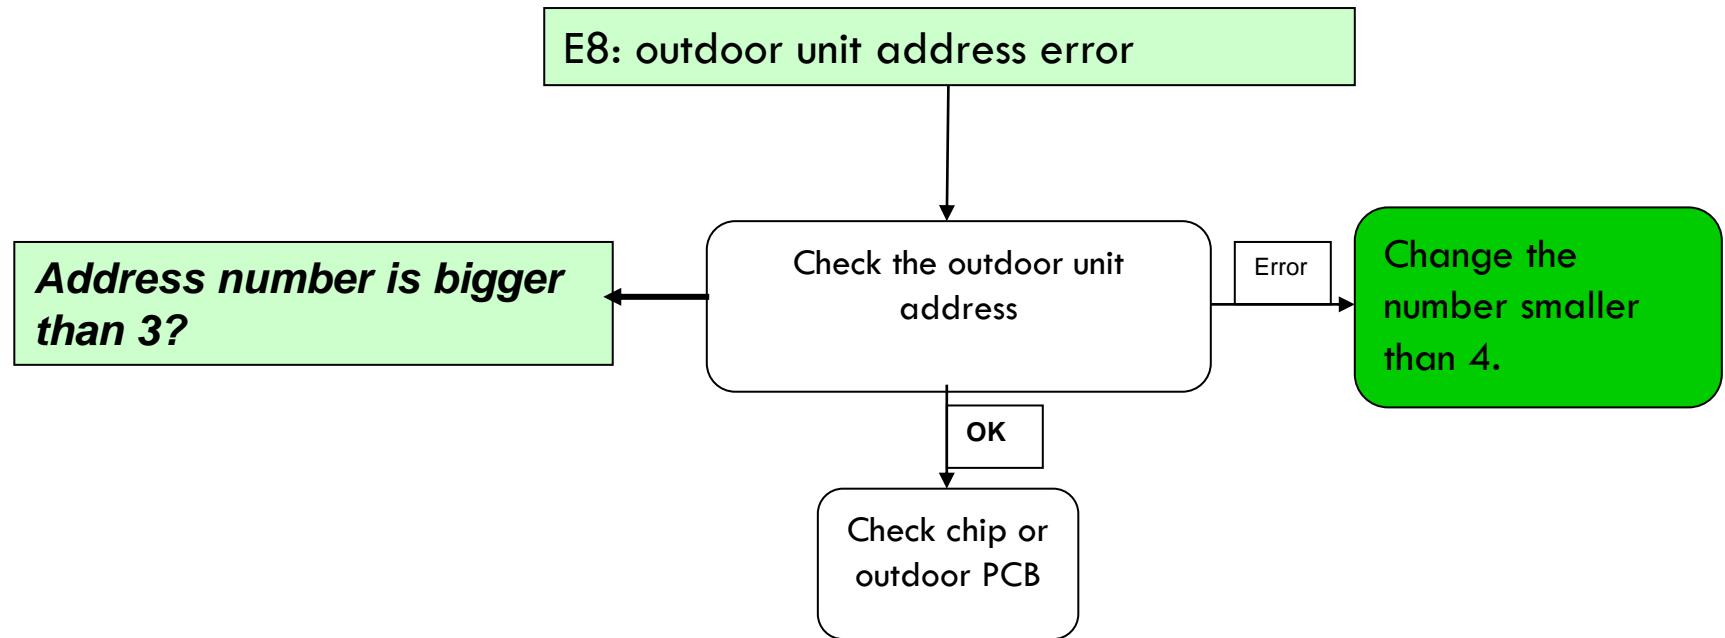 E8: outdoor unit address error
Address number is bigger
than 3?
Check the outdoor unit
address
Error
Change the
number smaller
than 4.
OK
Check chip or
outdoor PCB